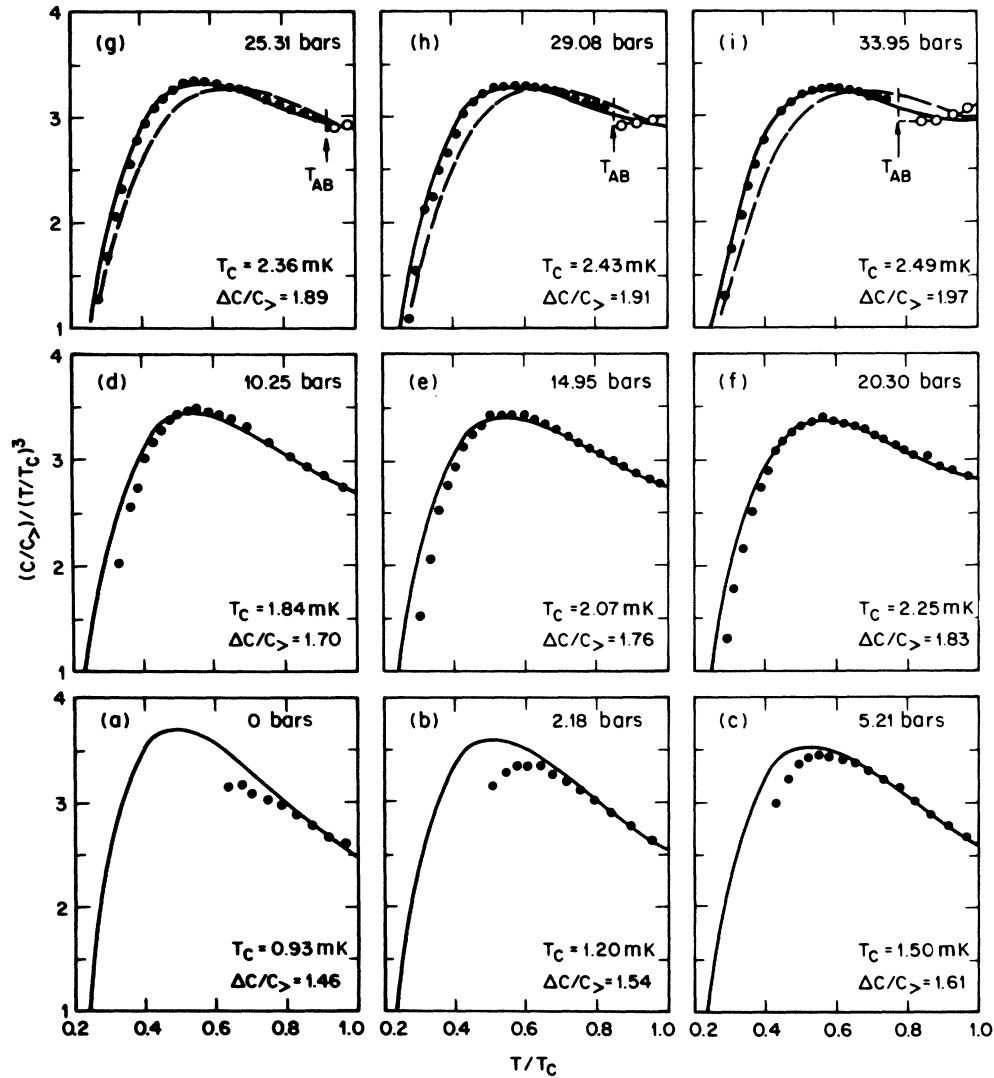 4
3
2
1
(g) 25.31 bars
T_AB
T_C = 2.36 mK
ΔC/C_> = 1.89
(h) 29.08 bars
T_AB
T_C = 2.43 mK
ΔC/C_> = 1.91
(i) 33.95 bars
T_AB
T_C = 2.49 mK
ΔC/C_> = 1.97
(C/C_>)/(T/T_C)^3
4
3
2
1
(d) 10.25 bars
T_C = 1.84 mK
ΔC/C_> = 1.70
(e) 14.95 bars
T_C = 2.07 mK
ΔC/C_> = 1.76
(f) 20.30 bars
T_C = 2.25 mK
ΔC/C_> = 1.83
4
3
2
1
(a) 0 bars
T_C = 0.93 mK
ΔC/C_> = 1.46
(b) 2.18 bars
T_C = 1.20 mK
ΔC/C_> = 1.54
(c) 5.21 bars
T_C = 1.50 mK
ΔC/C_> = 1.61
0.2 0.4 0.6 0.8 1.0 0.2 0.4 0.6 0.8 1.0 0.2 0.4 0.6 0.8 1.0
T/T_C